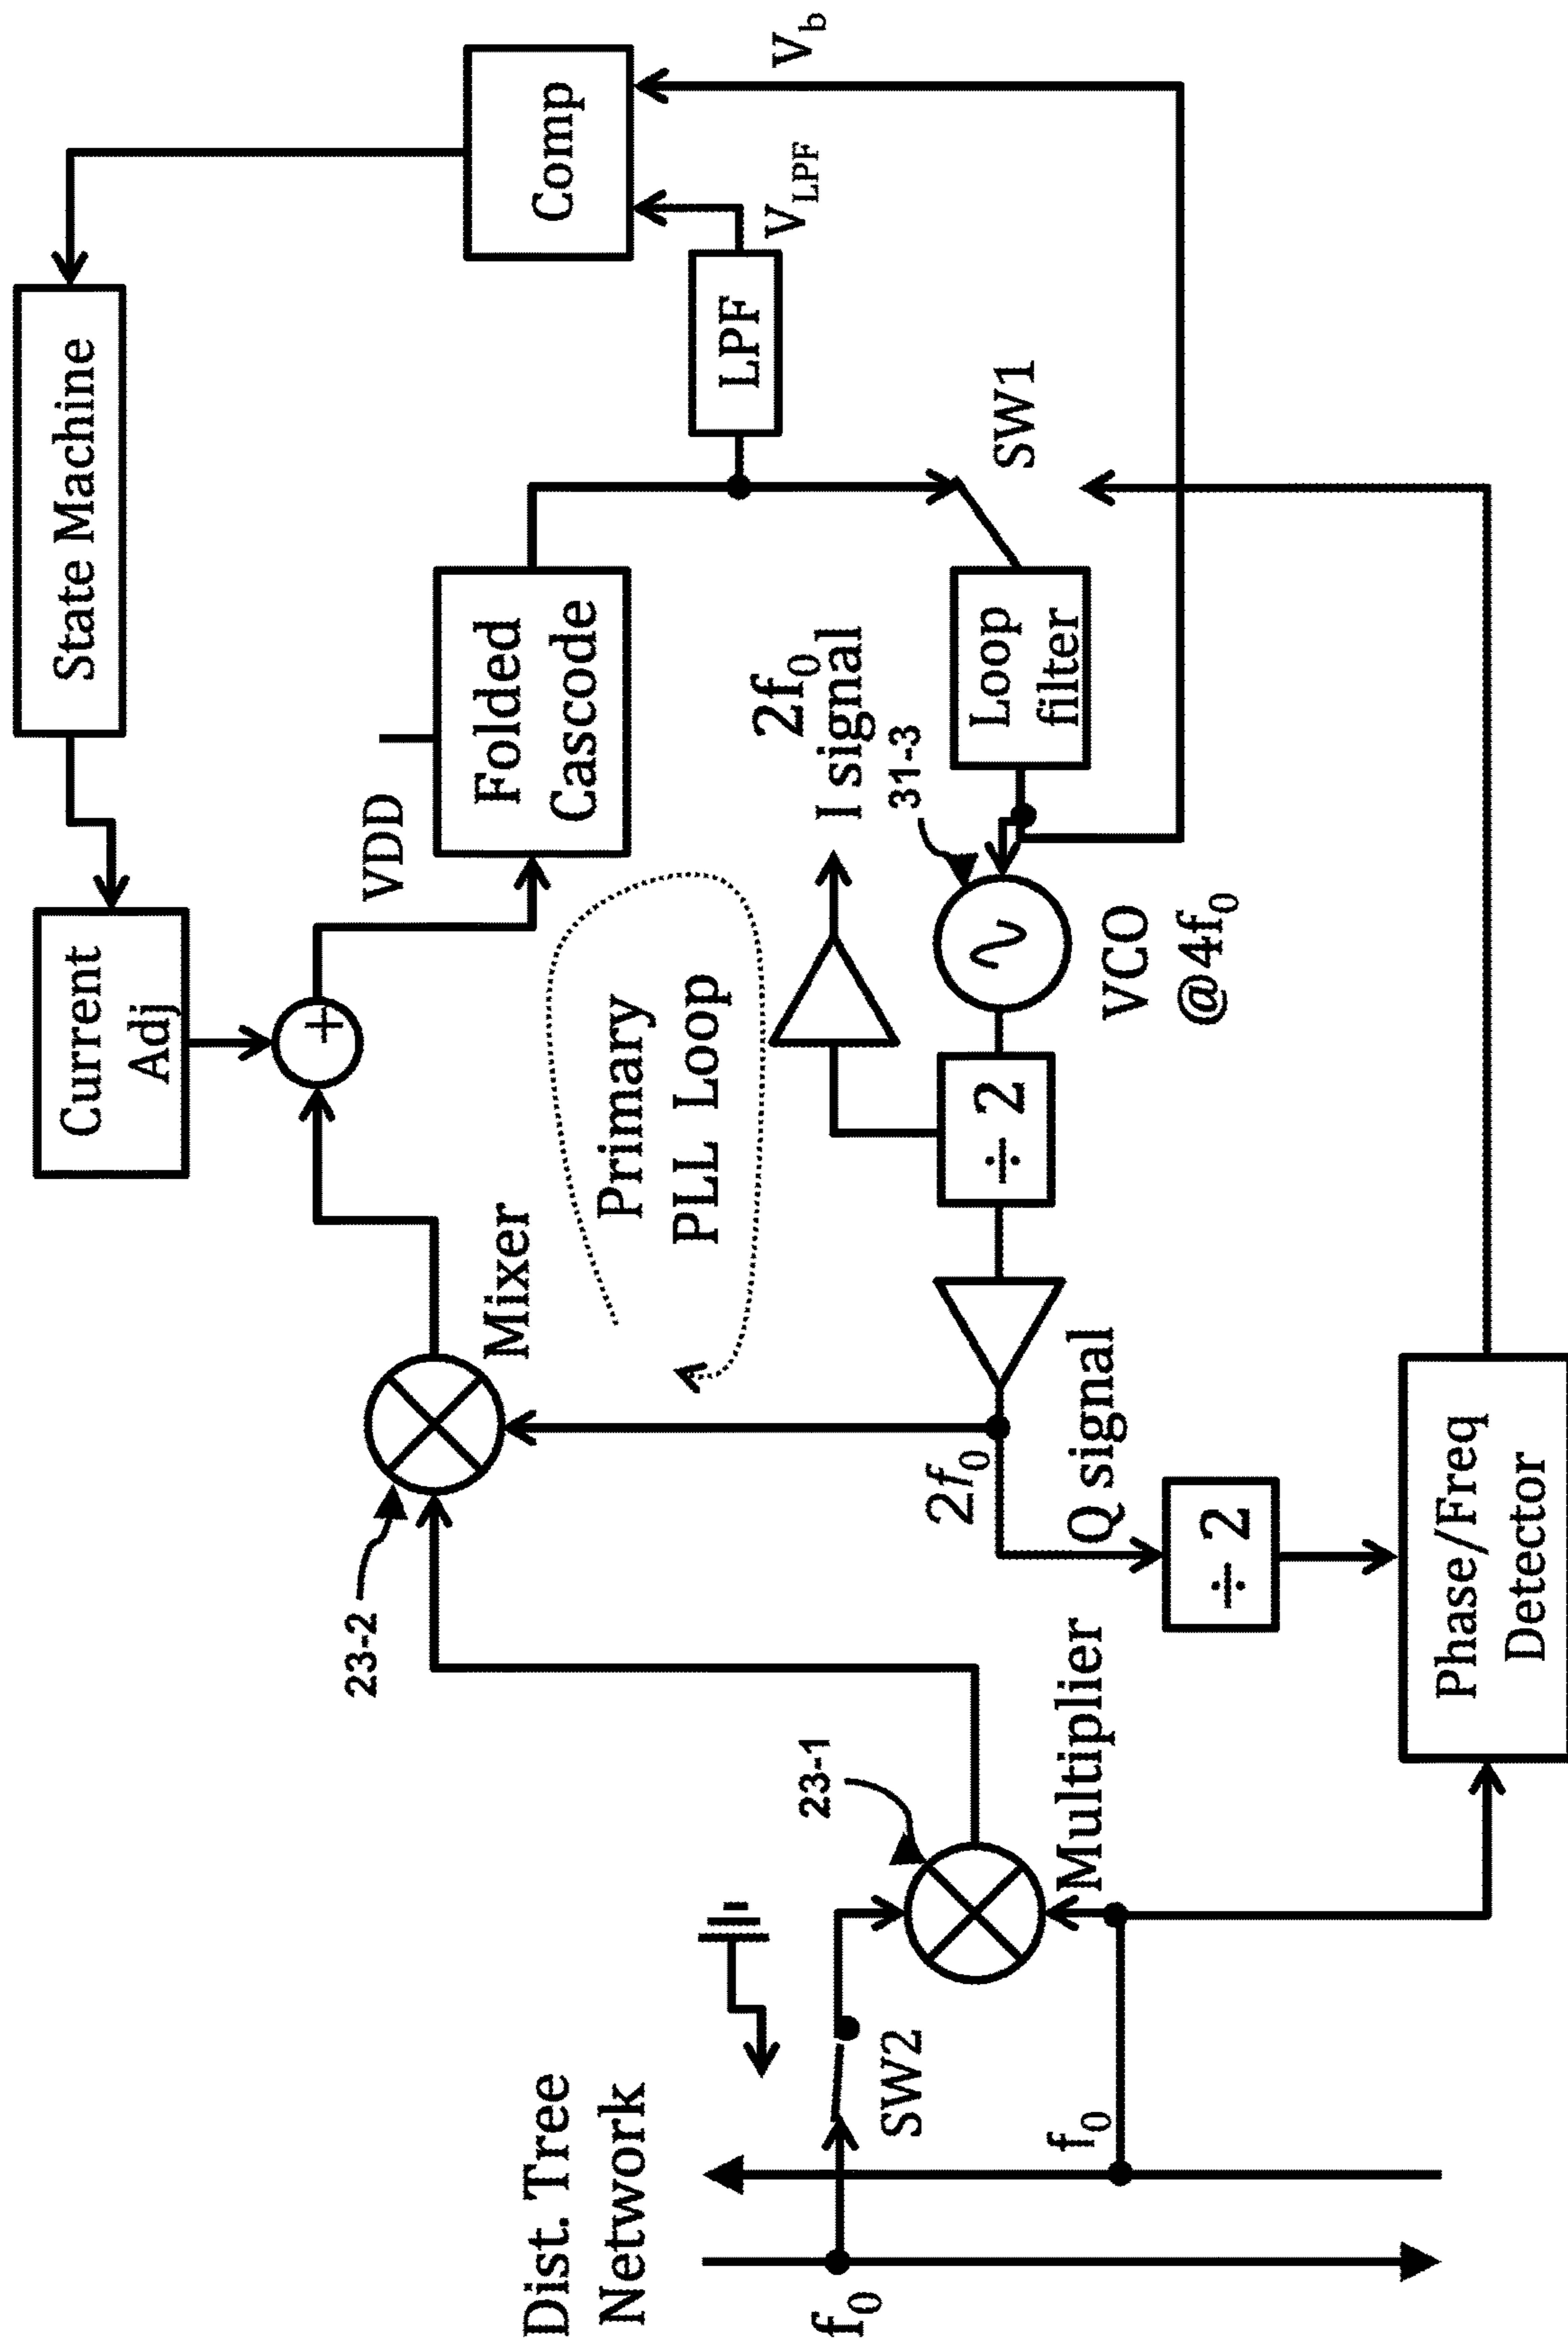 State Machine
Current
Adj
Comp
V_b
V_LPF
LPF
VDD
Folded
Cascode
+
Mixer
23-2
Primary
PLL Loop
2f_0
I signal
31-3
Loop
filter
SW1
VCO
@4f_0
÷ 2
2f_0
Q signal
÷ 2
Phase/Freq
Detector
23-1
Multiplier
SW2
Dist. Tree
Network
f_0
f_0